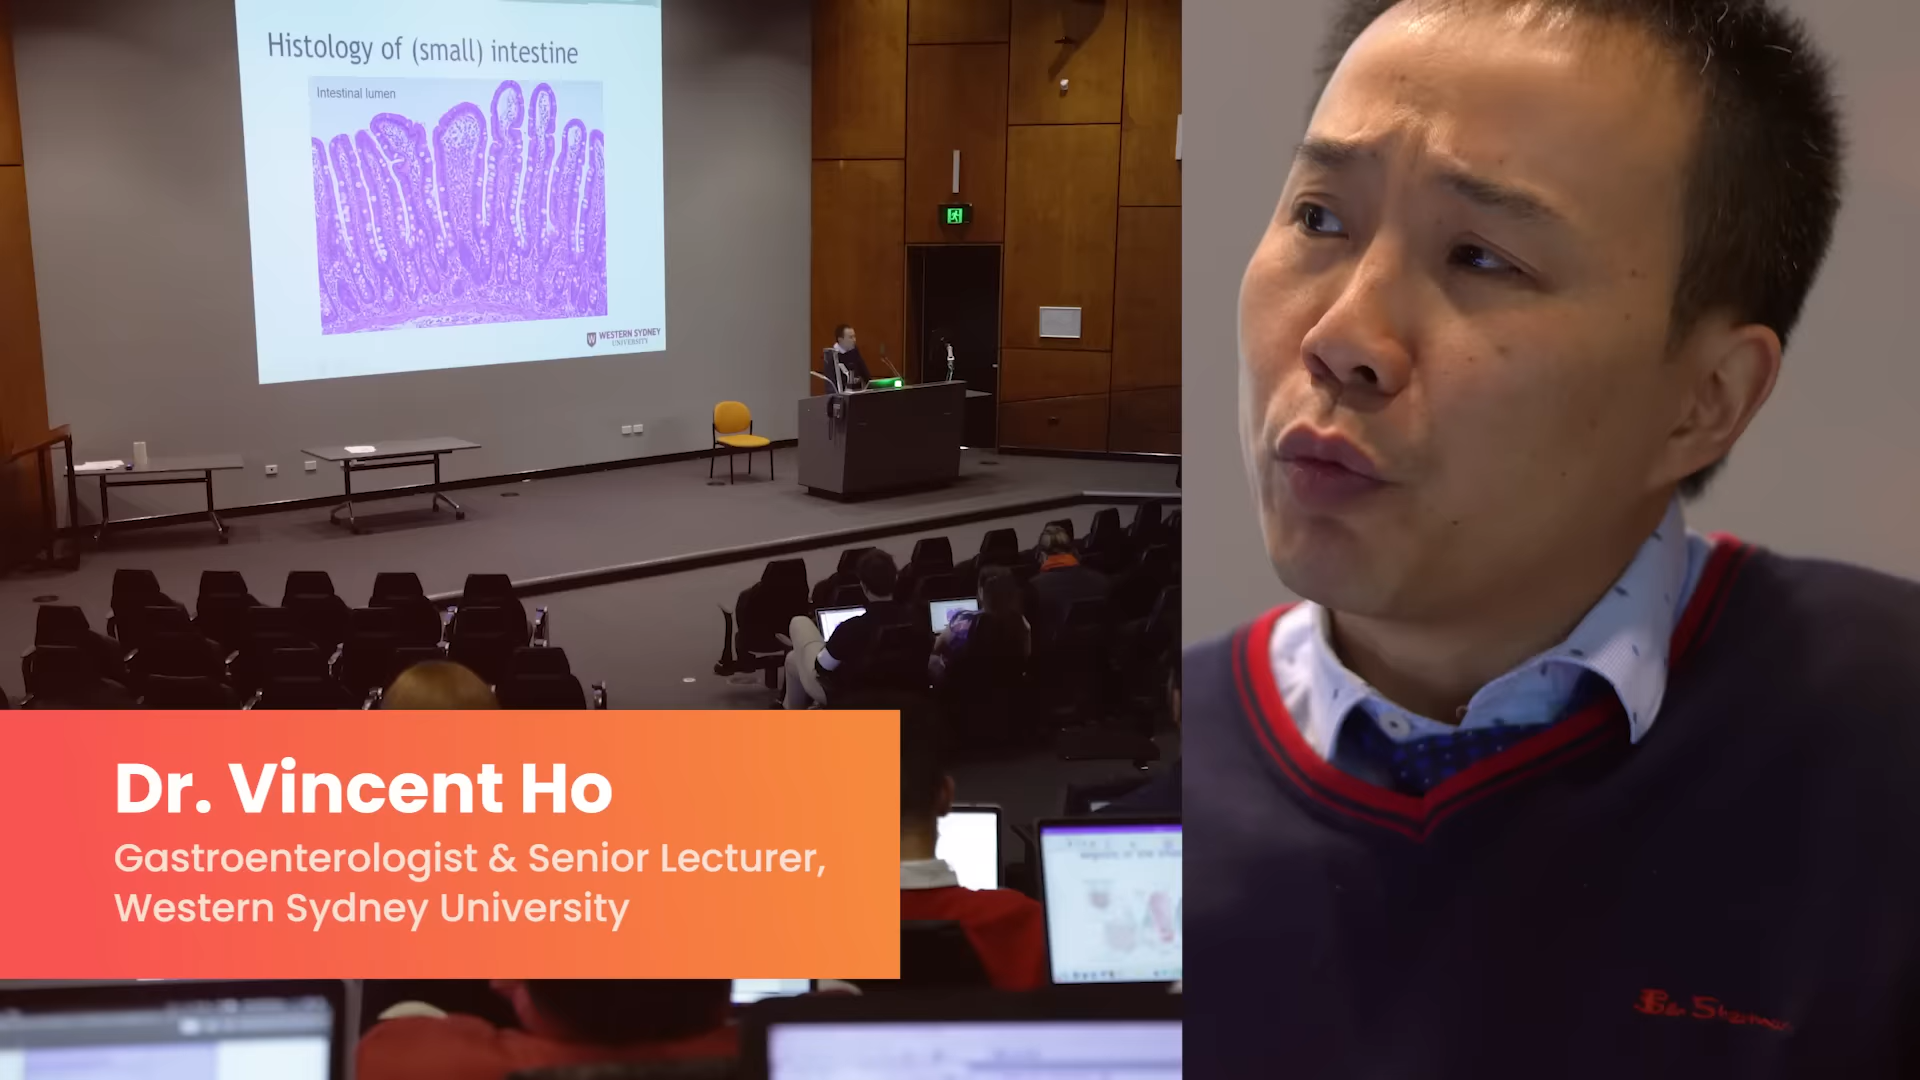 Histology of (small) intestine
Intestinal lumen
WESTERN SYDNEY
UNIVERSITY
W
Dr. Vincent Ho
Gastroenterologist & Senior Lecturer,
Western Sydney University